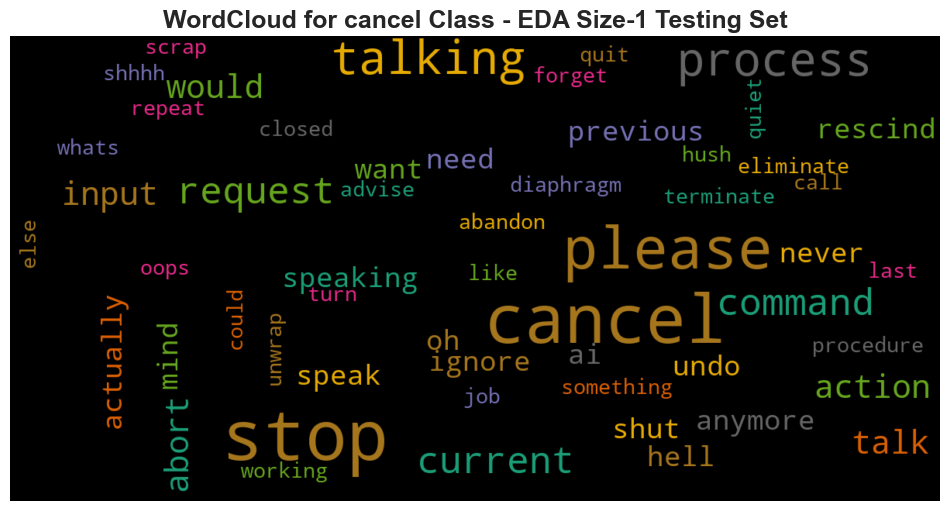 WordCloud for cancel Class - EDA Size-1 Testing Set
scrap
talking
quit
process
shhhh
would
forget
repeat
closed
previous
quiet
rescind
whats
need
want
hush
eliminate
input
request
advise
diaphragm
call
terminate
abandon
else
please
never
oops
speaking
like
last
turn
cancel
command
actually
mind
could
unwrap
oh
ignore
ai
procedure
speak
undo
job
something
action
abort
stop
shut
anymore
talk
working
current
hell